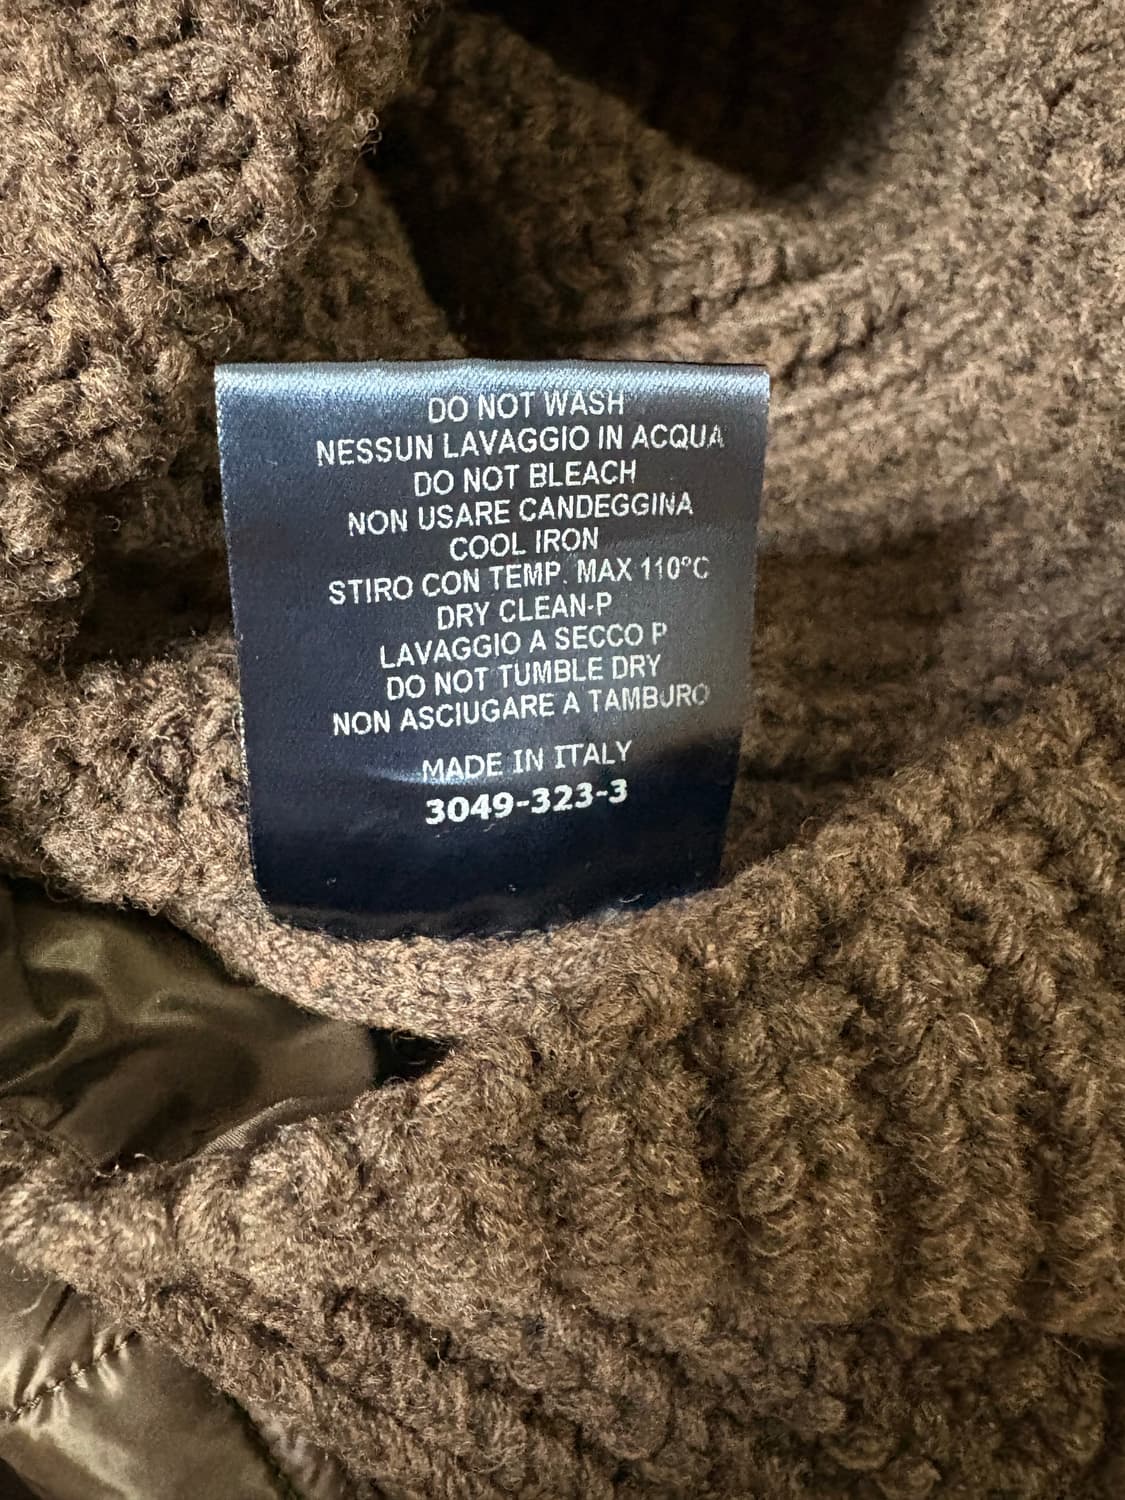 DO NOT WASH
NESSUN LAVAGGIO IN ACQUA
DO NOT BLEACH
NON USARE CANDEGGINA
COOL IRON
STIRO CON TEMP. MAX 110°C
DRY CLEAN-P
LAVAGGIO A SECCO P
DO NOT TUMBLE DRY
NON ASCIUGARE A TAMBURO
MADE IN ITALY
3049-323-3